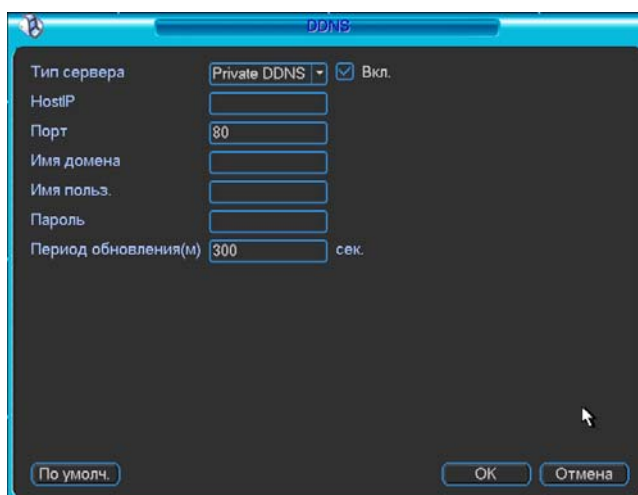 DDNS
Тип сервера Private DDNS Вкл.
HostIP
Порт 80
Имя домена
Имя польз.
Пароль
Период обновления(м) 300 сек.
По умолч. OK Отмена